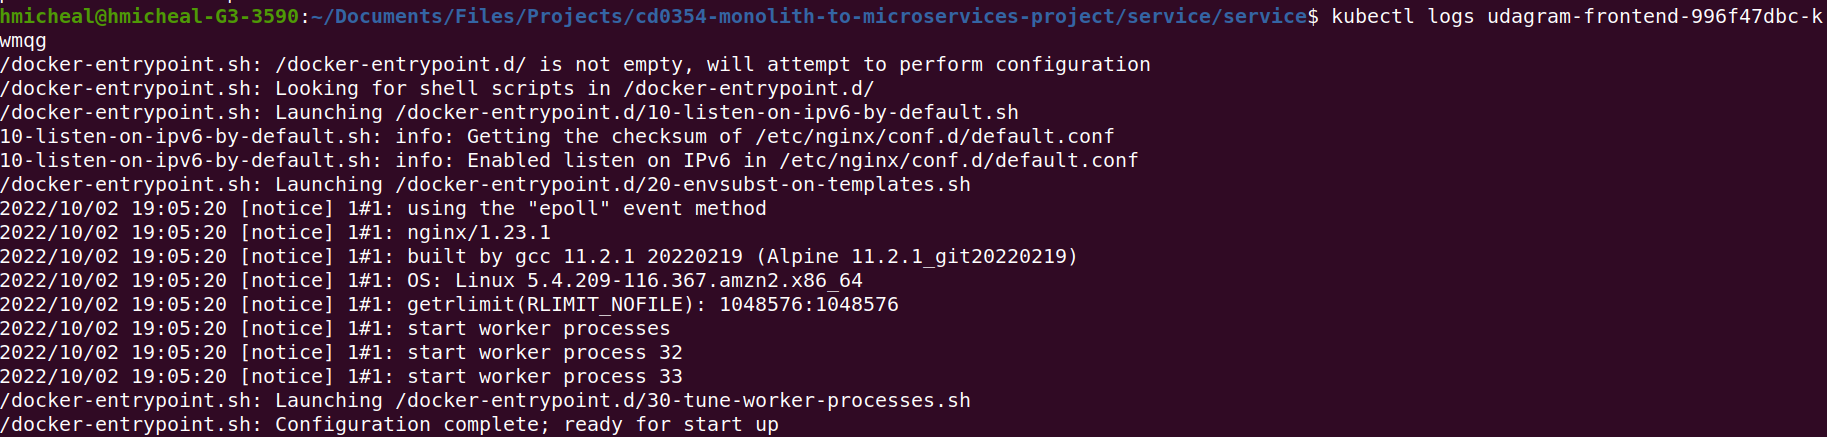 hmicheal@hmicheal-G3-3590:~/Documents/Files/Projects/cd0354-monolith-to-microservices-project/service/service$ kubectl logs udagram-frontend-996f47dbc-k
wmqg
/docker-entrypoint.sh: /docker-entrypoint.d/ is not empty, will attempt to perform configuration
/docker-entrypoint.sh: Looking for shell scripts in /docker-entrypoint.d/
/docker-entrypoint.sh: Launching /docker-entrypoint.d/10-listen-on-ipv6-by-default.sh
10-listen-on-ipv6-by-default.sh: info: Getting the checksum of /etc/nginx/conf.d/default.conf
10-listen-on-ipv6-by-default.sh: info: Enabled listen on IPv6 in /etc/nginx/conf.d/default.conf
/docker-entrypoint.sh: Launching /docker-entrypoint.d/20-envsubst-on-templates.sh
2022/10/02 19:05:20 [notice] 1#1: using the "epoll" event method
2022/10/02 19:05:20 [notice] 1#1: nginx/1.23.1
2022/10/02 19:05:20 [notice] 1#1: built by gcc 11.2.1 20220219 (Alpine 11.2.1_git20220219)
2022/10/02 19:05:20 [notice] 1#1: OS: Linux 5.4.209-116.367.amzn2.x86_64
2022/10/02 19:05:20 [notice] 1#1: getrlimit(RLIMIT_NOFILE): 1048576:1048576
2022/10/02 19:05:20 [notice] 1#1: start worker processes
2022/10/02 19:05:20 [notice] 1#1: start worker process 32
2022/10/02 19:05:20 [notice] 1#1: start worker process 33
/docker-entrypoint.sh: Launching /docker-entrypoint.d/30-tune-worker-processes.sh
/docker-entrypoint.sh: Configuration complete; ready for start up